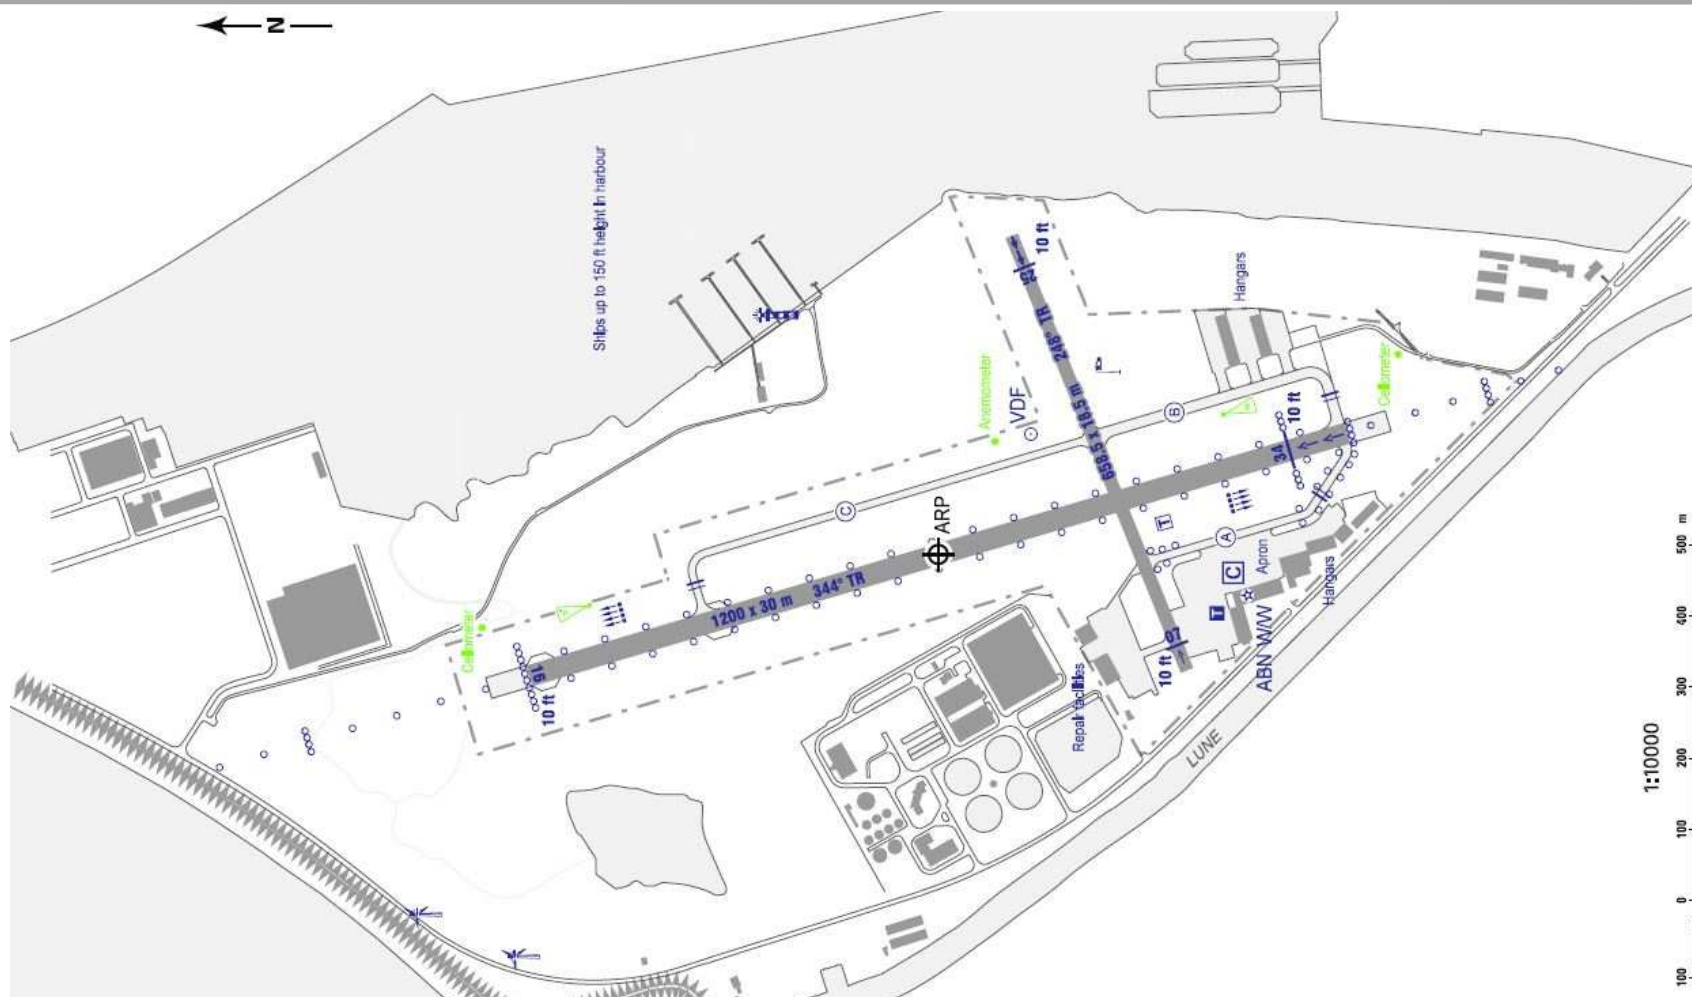 N
Ships up to 150 ft height in harbour
10 ft
25
248° TR
658.5 x 18.5 m
Hangars
Anemometer
VDF
Ceilometer
B
10 ft
34
C
ARP
T
A
Apron
C
Hangars
344° TR
1200 x 30 m
Ceilometer
16
10 ft
T
07
10 ft
ABN W/W
Repair facilities
LUNE
1:10000
100
0
100
200
300
400
500 m